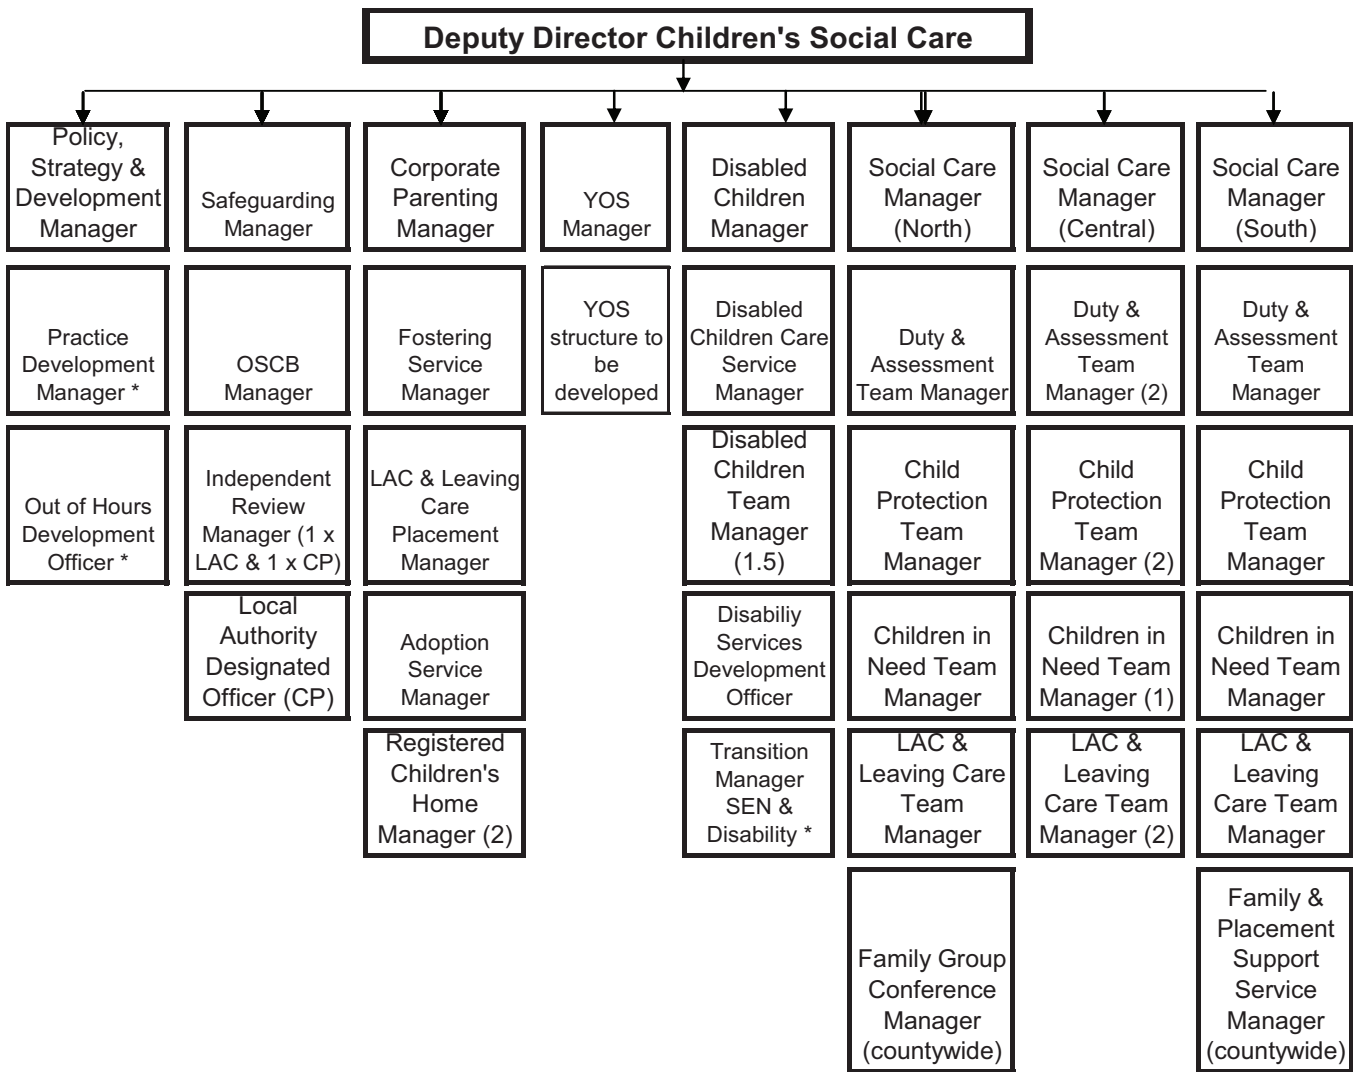 Deputy Director Children's Social Care
Policy,
Strategy &
Development
Manager
Safeguarding
Manager
Corporate
Parenting
Manager
YOS
Manager
Disabled
Children
Manager
Social Care
Manager
(North)
Social Care
Manager
(Central)
Social Care
Manager
(South)
Practice
Development
Manager *
OSCB
Manager
Fostering
Service
Manager
YOS
structure to
be
developed
Disabled
Children Care
Service
Manager
Duty &
Assessment
Team Manager
Duty &
Assessment
Team
Manager (2)
Duty &
Assessment
Team
Manager
Out of Hours
Development
Officer *
Independent
Review
Manager (1 x
LAC & 1 x CP)
LAC & Leaving
Care
Placement
Manager
Disabled
Children
Team
Manager
(1.5)
Child
Protection
Team
Manager
Child
Protection
Team
Manager (2)
Child
Protection
Team
Manager
Local
Authority
Designated
Officer (CP)
Adoption
Service
Manager
Disabiliy
Services
Development
Officer
Children in
Need Team
Manager
Children in
Need Team
Manager (1)
Children in
Need Team
Manager
Registered
Children's
Home
Manager (2)
Transition
Manager
SEN &
Disability *
LAC &
Leaving Care
Team
Manager
LAC &
Leaving
Care Team
Manager (2)
LAC &
Leaving
Care Team
Manager
Family Group
Conference
Manager
(countywide)
Family &
Placement
Support
Service
Manager
(countywide)